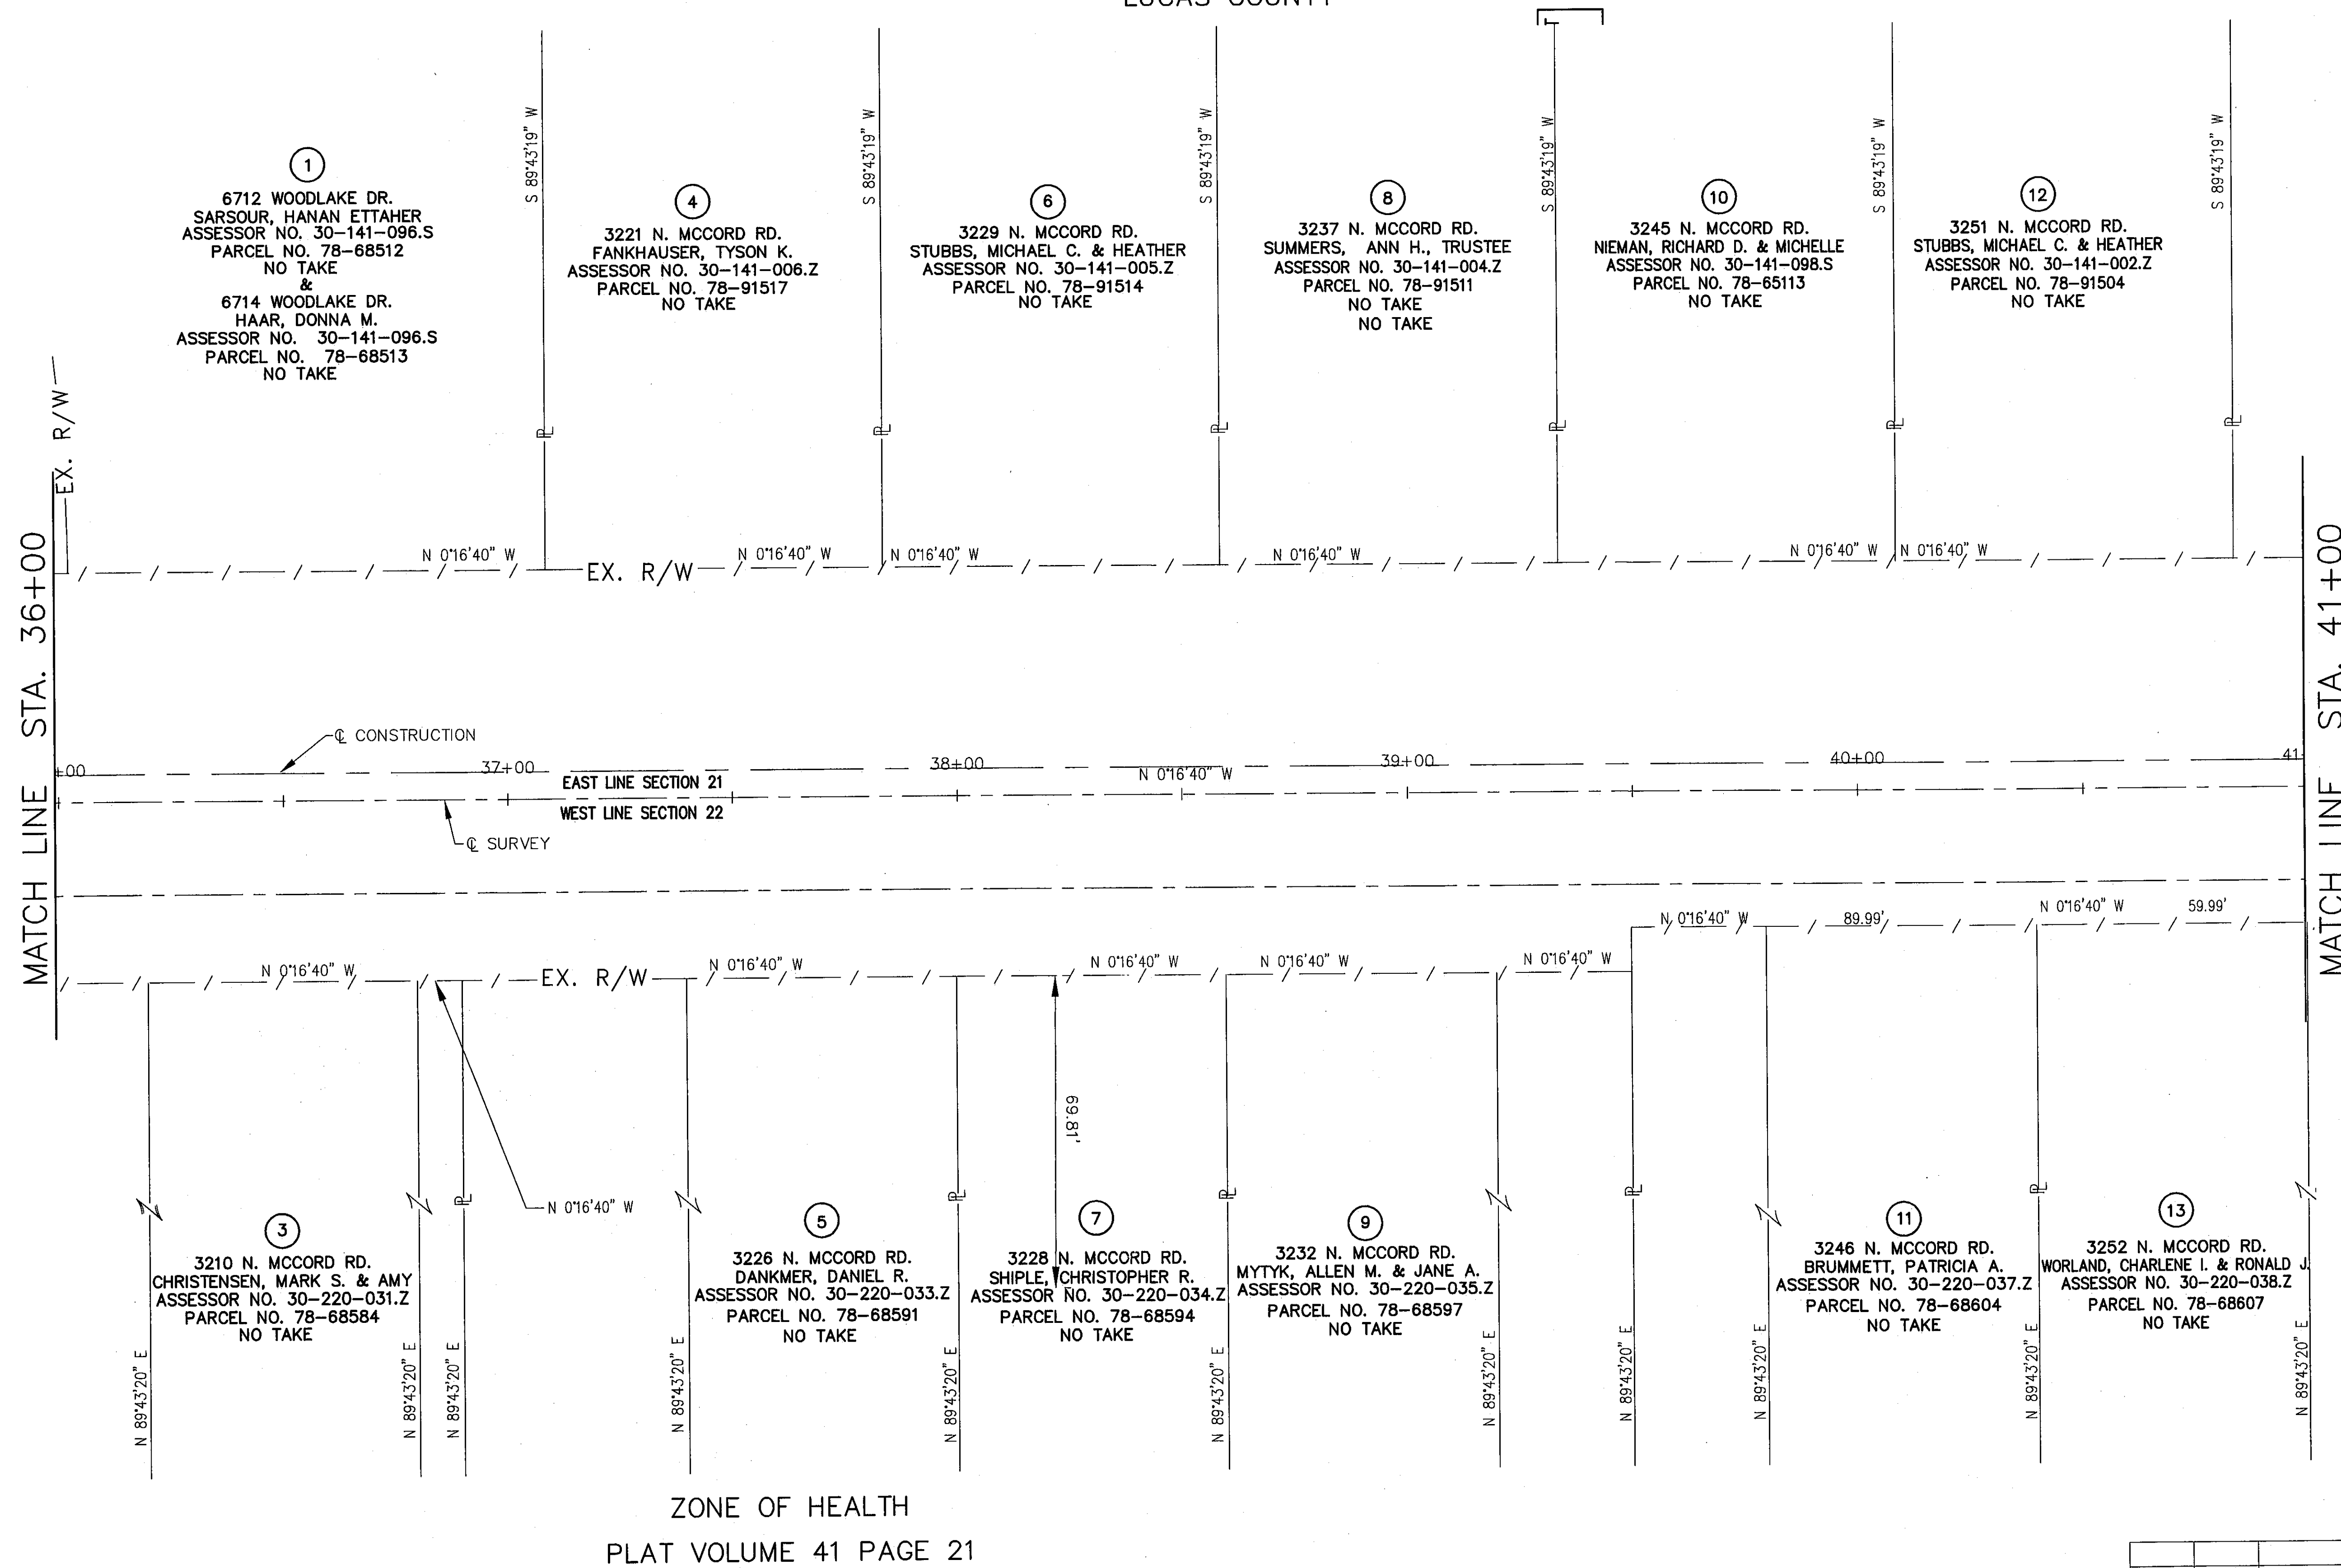 LUCAS COUNTY
S 89°43'19" W
S 89°43'19" W
S 89°43'19" W
S 89°43'19" W
S 89°43'19" W
S 89°43'19" W
1
6712 WOODLAKE DR.
SARSOUR, HANAN ETTAHER
ASSESSOR NO. 30-141-096.S
PARCEL NO. 78-68512
NO TAKE
&
6714 WOODLAKE DR.
HAAR, DONNA M.
ASSESSOR NO. 30-141-096.S
PARCEL NO. 78-68513
NO TAKE
4
3221 N. MCCORD RD.
FANKHAUSER, TYSON K.
ASSESSOR NO. 30-141-006.Z
PARCEL NO. 78-91517
NO TAKE
6
3229 N. MCCORD RD.
STUBBS, MICHAEL C. & HEATHER
ASSESSOR NO. 30-141-005.Z
PARCEL NO. 78-91514
NO TAKE
8
3237 N. MCCORD RD.
SUMMERS, ANN H., TRUSTEE
ASSESSOR NO. 30-141-004.Z
PARCEL NO. 78-91511
NO TAKE
NO TAKE
10
3245 N. MCCORD RD.
NIEMAN, RICHARD D. & MICHELLE
ASSESSOR NO. 30-141-098.S
PARCEL NO. 78-65113
NO TAKE
12
3251 N. MCCORD RD.
STUBBS, MICHAEL C. & HEATHER
ASSESSOR NO. 30-141-002.Z
PARCEL NO. 78-91504
NO TAKE
EX. R/W
PL
PL
PL
PL
PL
PL
MATCH LINE STA. 36+00
MATCH LINE STA. 41+00
N 0°16'40" W
EX. R/W
N 0°16'40" W
N 0°16'40" W
N 0°16'40" W
N 0°16'40" W
N 0°16'40" W
℄ CONSTRUCTION
+00
37+00
38+00
39+00
40+00
41
EAST LINE SECTION 21
N 0°16'40" W
WEST LINE SECTION 22
℄ SURVEY
N 0°16'40" W
89.99'
N 0°16'40" W
59.99'
N 0°16'40" W
EX. R/W
N 0°16'40" W
N 0°16'40" W
N 0°16'40" W
N 0°16'40" W
69.81'
PL
PL
PL
PL
PL
N 0°16'40" W
3
3210 N. MCCORD RD.
CHRISTENSEN, MARK S. & AMY
ASSESSOR NO. 30-220-031.Z
PARCEL NO. 78-68584
NO TAKE
5
3226 N. MCCORD RD.
DANKMER, DANIEL R.
ASSESSOR NO. 30-220-033.Z
PARCEL NO. 78-68591
NO TAKE
7
3228 N. MCCORD RD.
SHIPLE, CHRISTOPHER R.
ASSESSOR NO. 30-220-034.Z
PARCEL NO. 78-68594
NO TAKE
9
3232 N. MCCORD RD.
MYTYK, ALLEN M. & JANE A.
ASSESSOR NO. 30-220-035.Z
PARCEL NO. 78-68597
NO TAKE
11
3246 N. MCCORD RD.
BRUMMETT, PATRICIA A.
ASSESSOR NO. 30-220-037.Z
PARCEL NO. 78-68604
NO TAKE
13
3252 N. MCCORD RD.
WORLAND, CHARLENE I. & RONALD J.
ASSESSOR NO. 30-220-038.Z
PARCEL NO. 78-68607
NO TAKE
N 89°43'20" E
N 89°43'20" E
N 89°43'20" E
N 89°43'20" E
N 89°43'20" E
N 89°43'20" E
N 89°43'20" E
N 89°43'20" E
N 89°43'20" E
N 89°43'20" E
N 89°43'20" E
ZONE OF HEALTH
PLAT VOLUME 41 PAGE 21